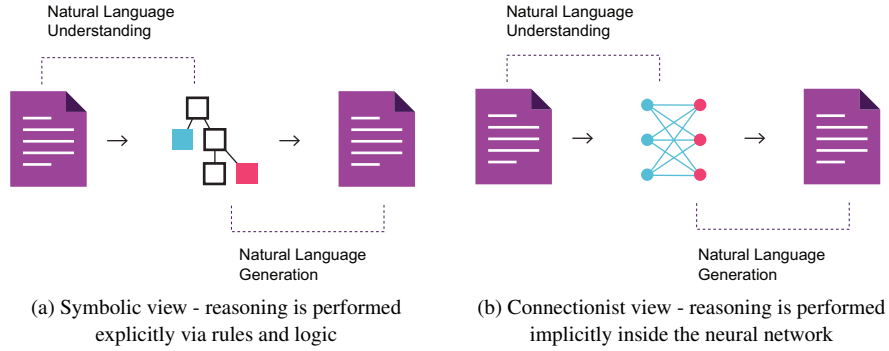 Natural Language
Understanding
Natural Language
Generation
(a) Symbolic view - reasoning is performed
explicitly via rules and logic
Natural Language
Understanding
Natural Language
Generation
(b) Connectionist view - reasoning is performed
implicitly inside the neural network